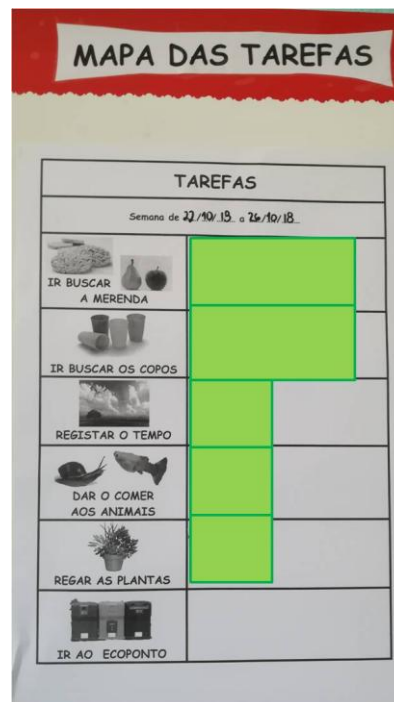 MAPA DAS TAREFAS
TAREFAS
Semana de 22/10/18 a 26/10/18
IR BUSCAR
A MERENDA
IR BUSCAR OS COPOS
REGISTAR O TEMPO
DAR O COMER
AOS ANIMAIS
REGAR AS PLANTAS
IR AO ECOPONTO